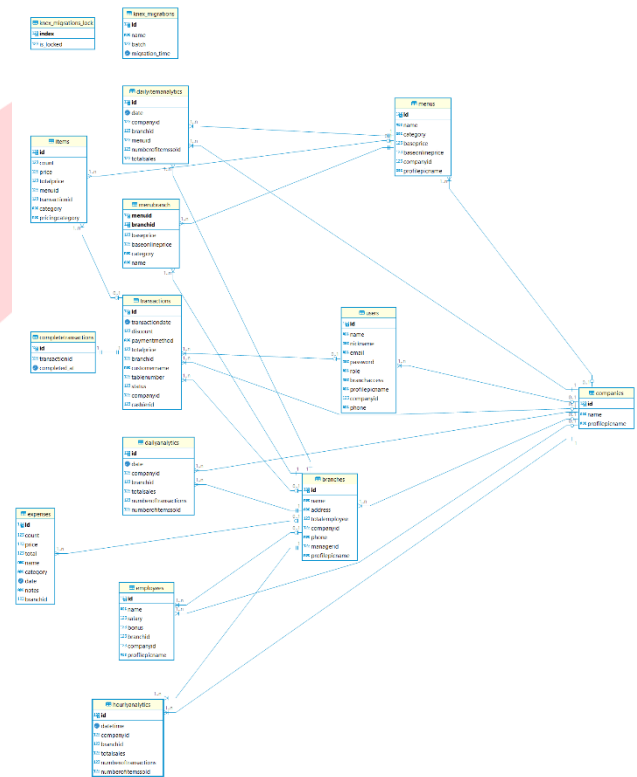 knex_migrations_lock
index
is_locked
knex_migrations
id
name
batch
migration_time
dailyitemanalytics
id
date
companyid
branchid
menuid
numberofitemssold
totalsales
menus
id
name
category
baseprice
baseonlineprice
companyid
profilepicname
items
id
count
price
totalprice
menuid
transactionid
category
pricingcategory
menubranch
menuid
branchid
baseprice
baseonlineprice
category
name
transactions
id
transactiondate
discount
paymentmethod
totalprice
branchid
customername
tablenumber
status
companyid
cashierid
completetransactions
id
transactionid
completed_at
users
id
name
nickname
email
password
role
branchaccess
profilepicname
companyid
phone
companies
id
name
profilepicname
dailyanalytics
id
date
companyid
branchid
totalsales
numberoftransactions
numberofitemssold
branches
id
name
address
totalemployee
companyid
phone
managerid
profilepicname
expenses
id
count
price
total
name
category
date
notes
branchid
employees
id
name
salary
bonus
branchid
companyid
profilepicname
hourlyanalytics
id
datetime
companyid
branchid
totalsales
numberoftransactions
numberofitemssold